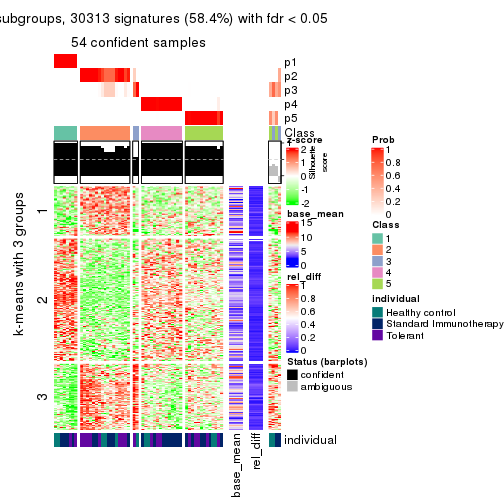 subgroups, 30313 signatures (58.4%) with fdr < 0.05
54 confident samples
p1
p2
p3
p4
p5
Class
z-score
2
1
0
-1
-2
Silhouette
score
Prob
1
0.8
0.6
0.4
0.2
0
base_mean
15
10
5
0
Class
1
2
3
4
5
rel_diff
1
0.8
0.6
0.4
0.2
0
individual
Healthy control
Standard Immunotherapy
Tolerant
Status (barplots)
confident
ambiguous
k-means with 3 groups
1
2
3
base_mean
rel_diff
individual